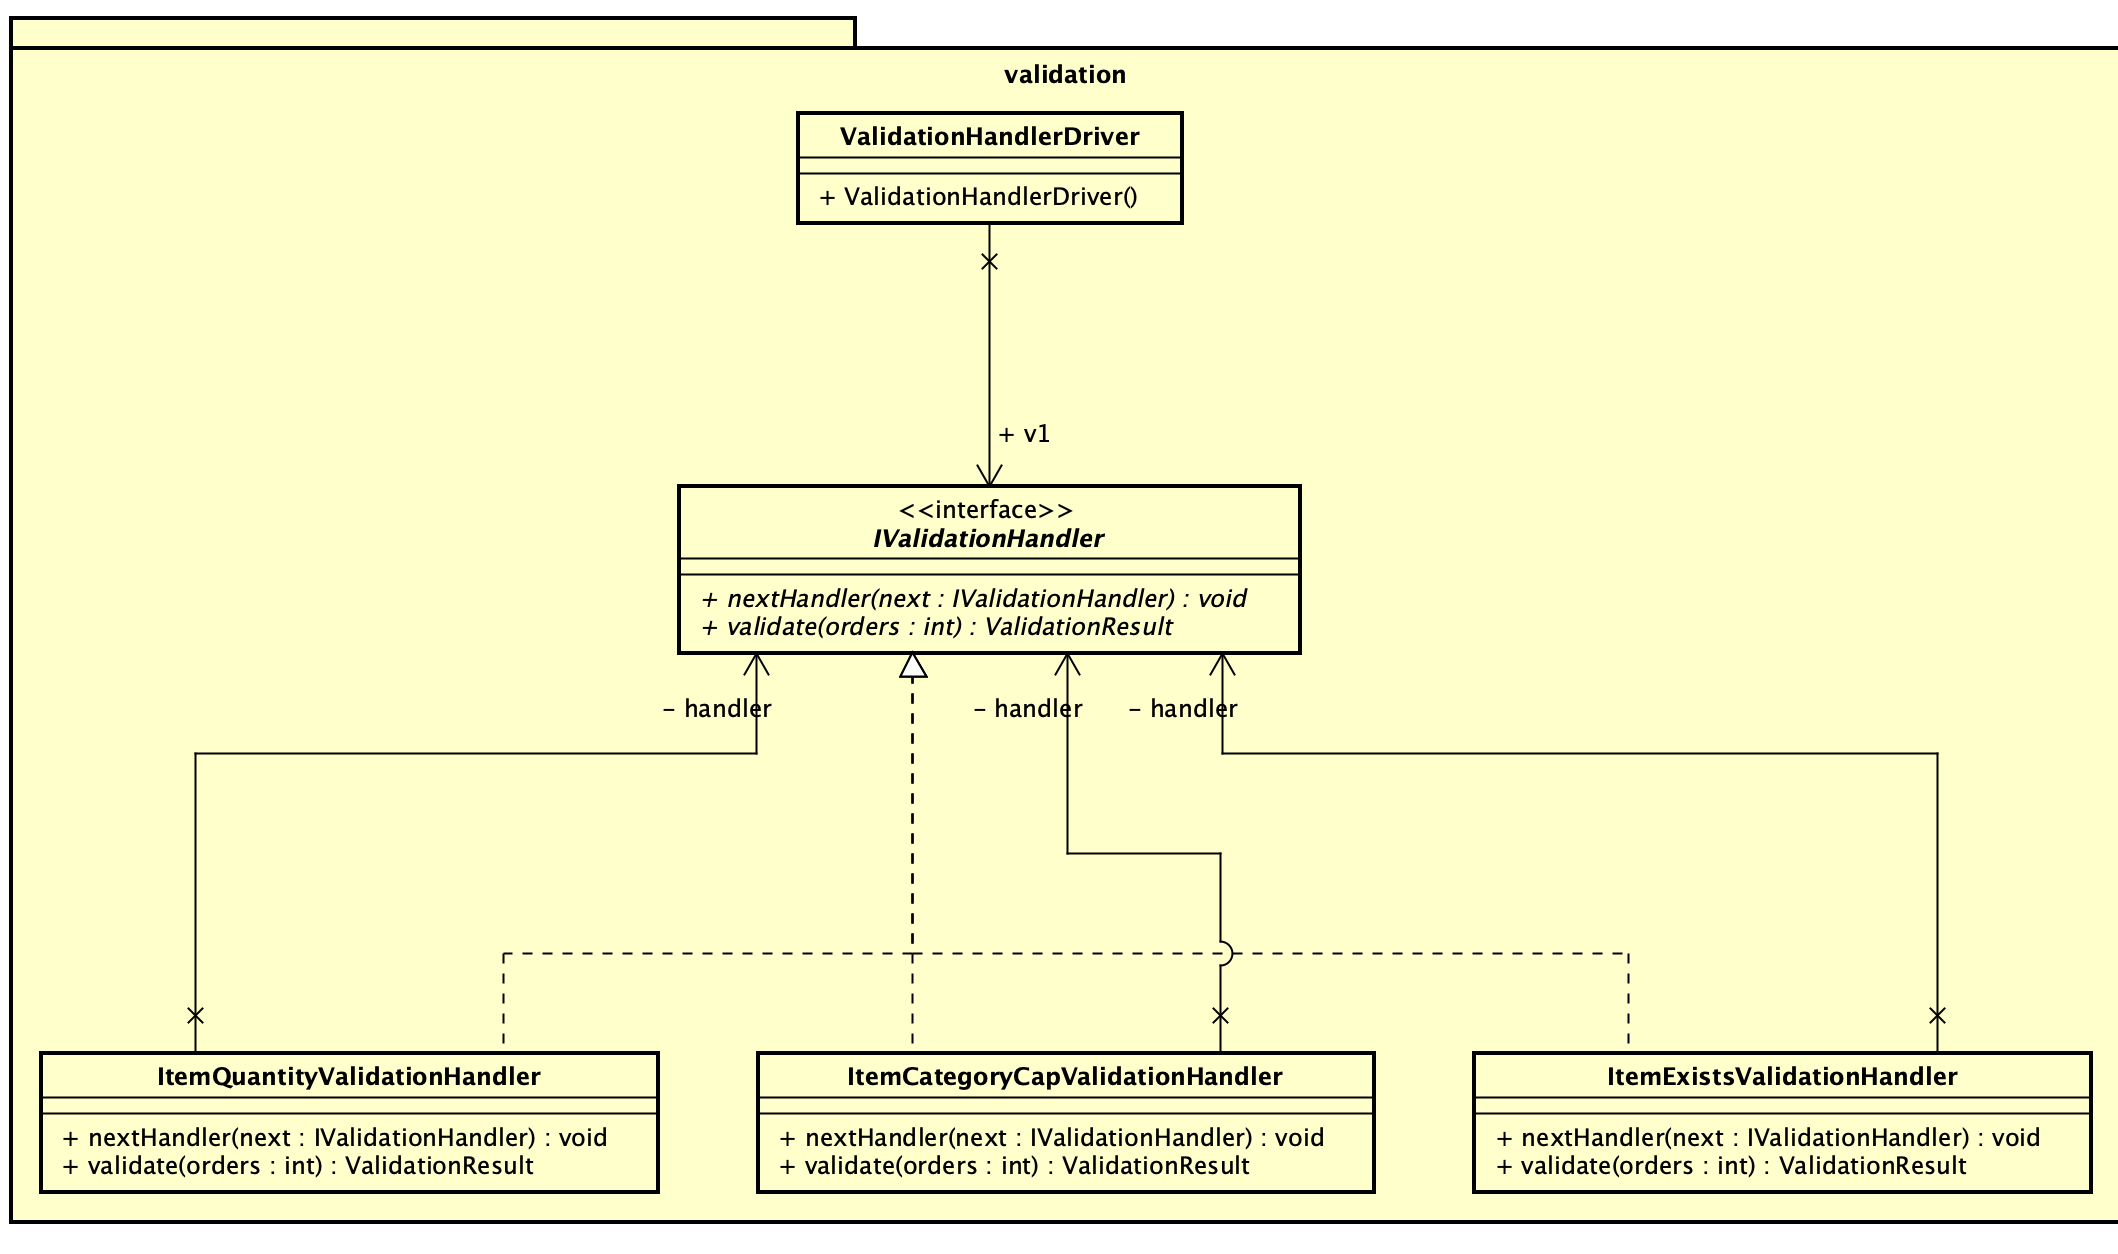 validation
ValidationHandlerDriver
+ ValidationHandlerDriver()
+ v1
<<interface>>
IValidationHandler
+ nextHandler(next : IValidationHandler) : void
+ validate(orders : int) : ValidationResult
- handler
- handler
- handler
ItemQuantityValidationHandler
+ nextHandler(next : IValidationHandler) : void
+ validate(orders : int) : ValidationResult
ItemCategoryCapValidationHandler
+ nextHandler(next : IValidationHandler) : void
+ validate(orders : int) : ValidationResult
ItemExistsValidationHandler
+ nextHandler(next : IValidationHandler) : void
+ validate(orders : int) : ValidationResult